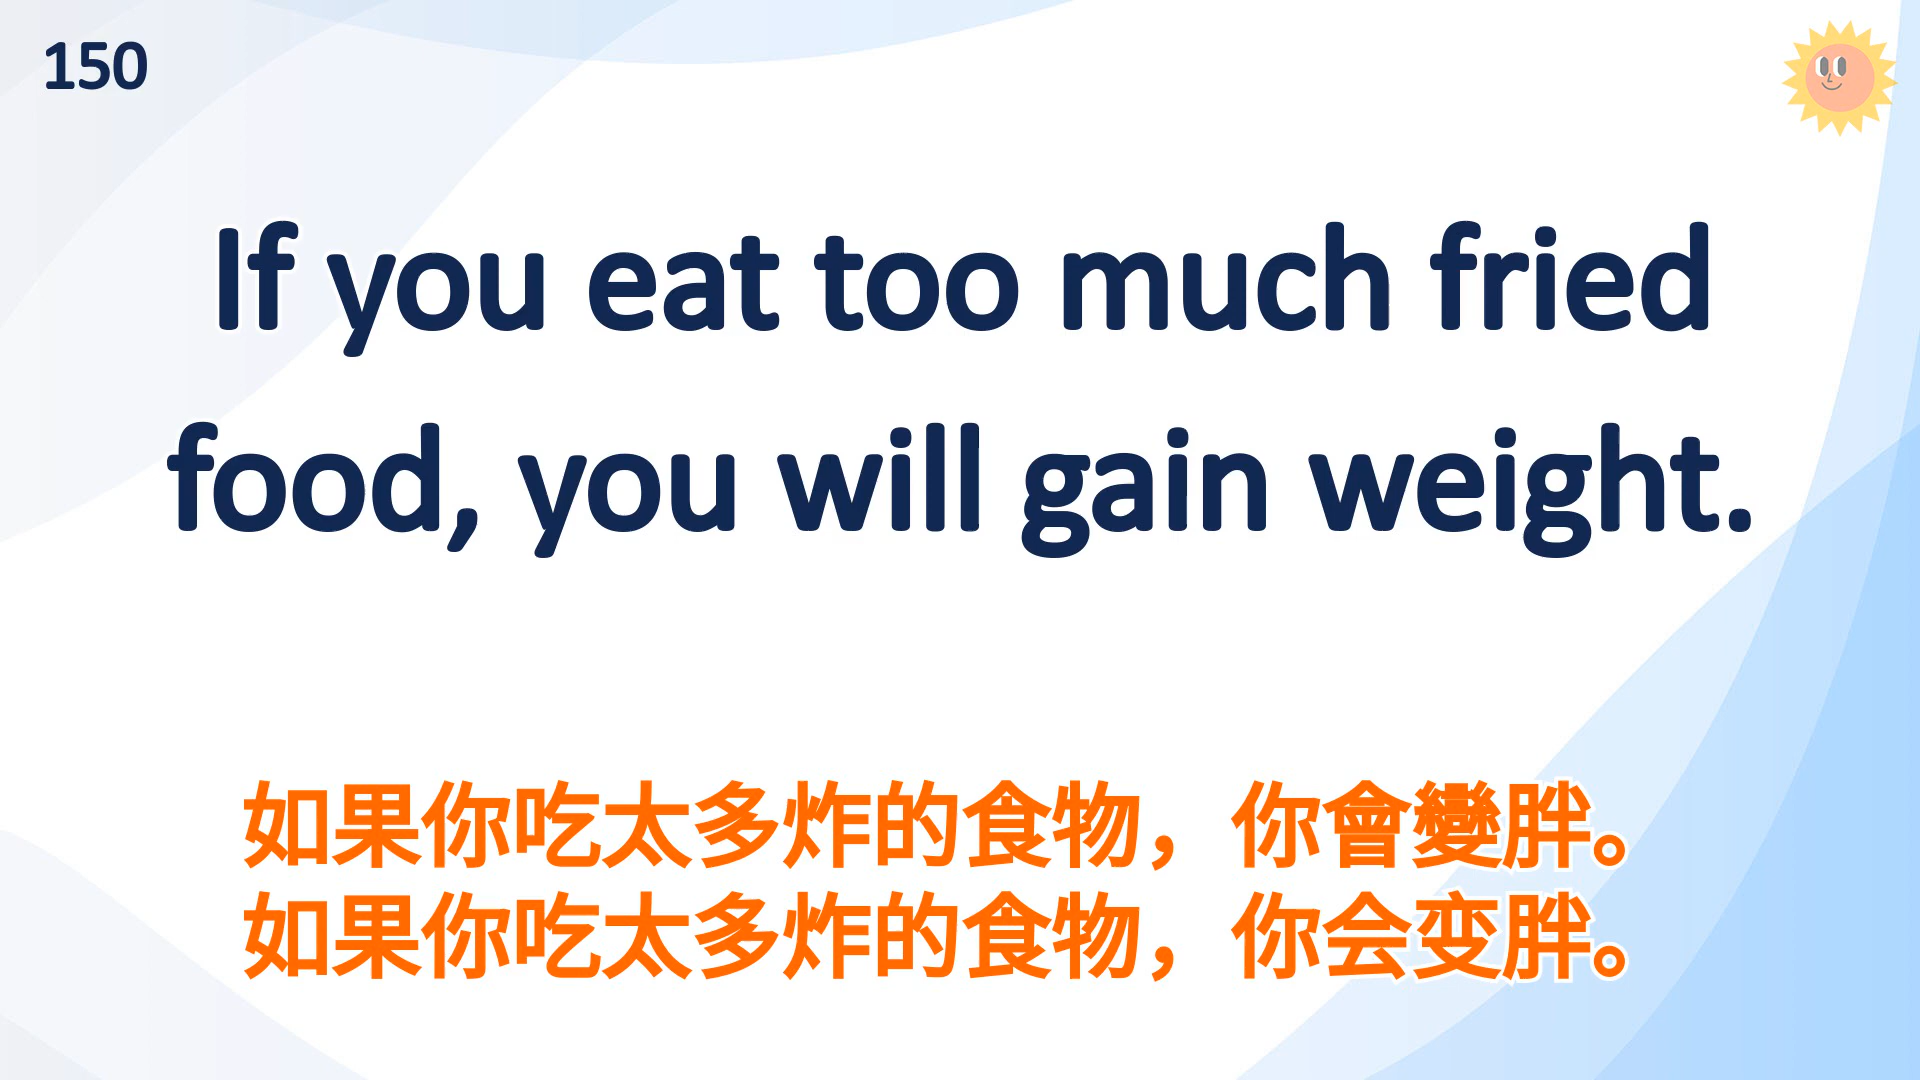 150
If you eat too much fried
food, you will gain weight.
如果你吃太多炸的食物，你會變胖。
如果你吃太多炸的食物，你会变胖。